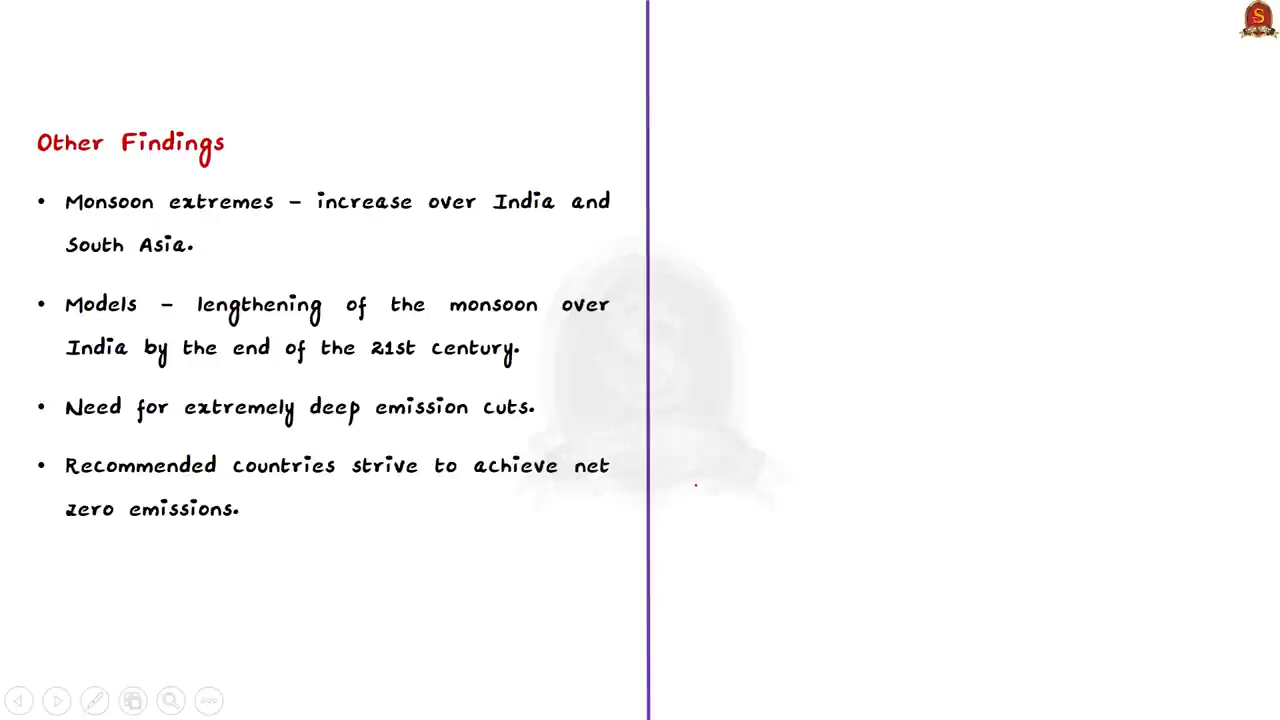 Other Findings
• Monsoon extremes – increase over India and
South Asia.
• Models – lengthening of the monsoon over
India by the end of the 21st century.
• Need for extremely deep emission cuts.
• Recommended countries strive to achieve net
zero emissions.
S